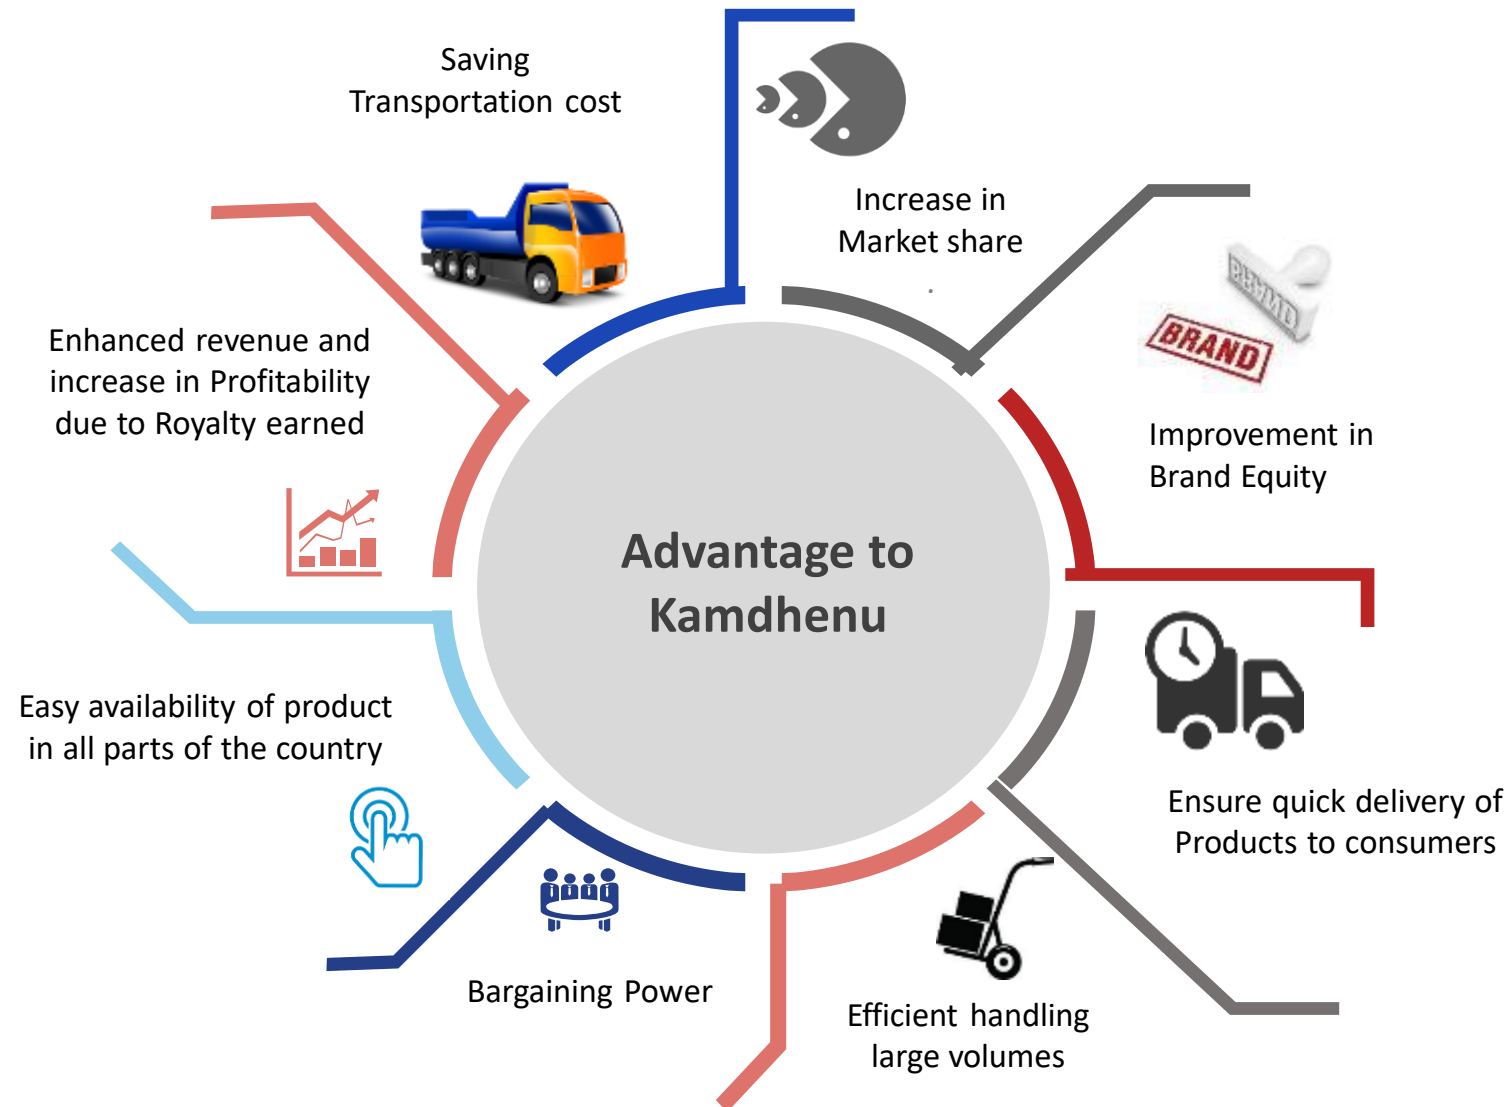 Saving
Transportation cost
Increase in
Market share
.
BRAND
BRAND
Improvement in
Brand Equity
Enhanced revenue and
increase in Profitability
due to Royalty earned
Advantage to
Kamdhenu
Easy availability of product
in all parts of the country
Ensure quick delivery of
Products to consumers
Bargaining Power
Efficient handling
large volumes